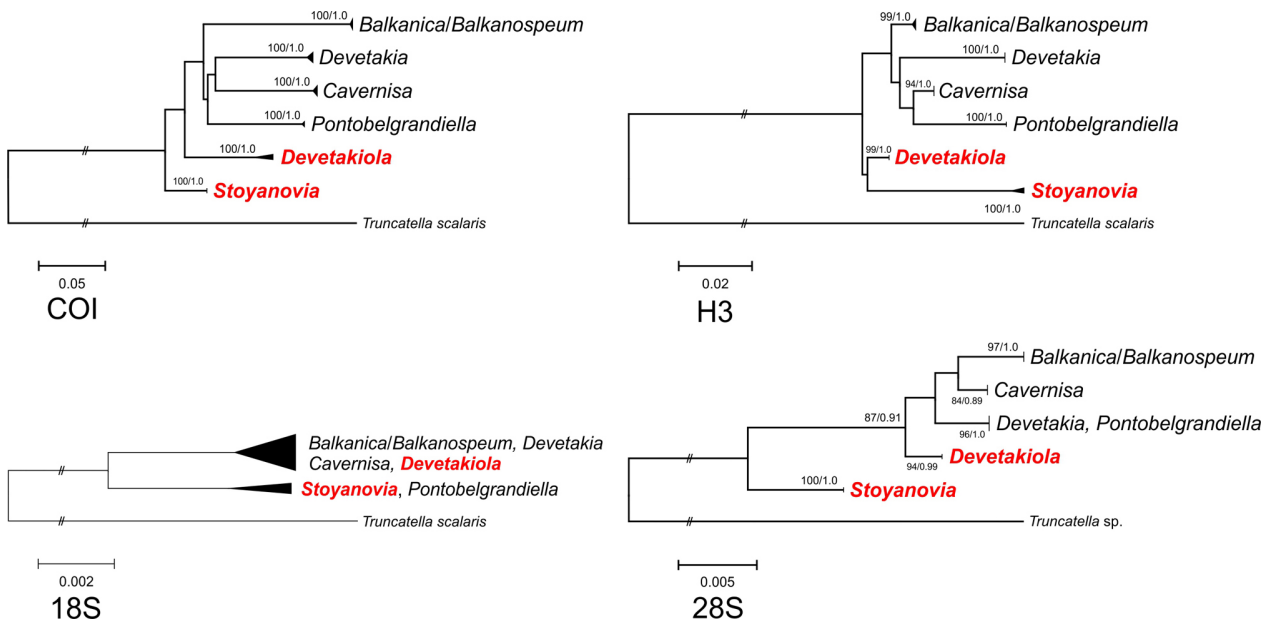 100/1.0
Balkanica/Balkanospeum
100/1.0
Devetakia
100/1.0
Cavernisa
100/1.0
Pontobelgrandiella
100/1.0
Devetakiola
100/1.0
Stoyanovia
//
//
Truncatella scalaris
0.05
COI
99/1.0
Balkanica/Balkanospeum
100/1.0
Devetakia
94/1.0
Cavernisa
100/1.0
Pontobelgrandiella
99/1.0
Devetakiola
Stoyanovia
100/1.0
//
//
Truncatella scalaris
0.02
H3
Balkanica/Balkanospeum, Devetakia
Cavernisa, Devetakiola
Stoyanovia, Pontobelgrandiella
//
//
Truncatella scalaris
0.002
18S
97/1.0
Balkanica/Balkanospeum
Cavernisa
84/0.89
87/0.91
Devetakia, Pontobelgrandiella
96/1.0
Devetakiola
94/0.99
100/1.0
Stoyanovia
//
//
Truncatella sp.
0.005
28S